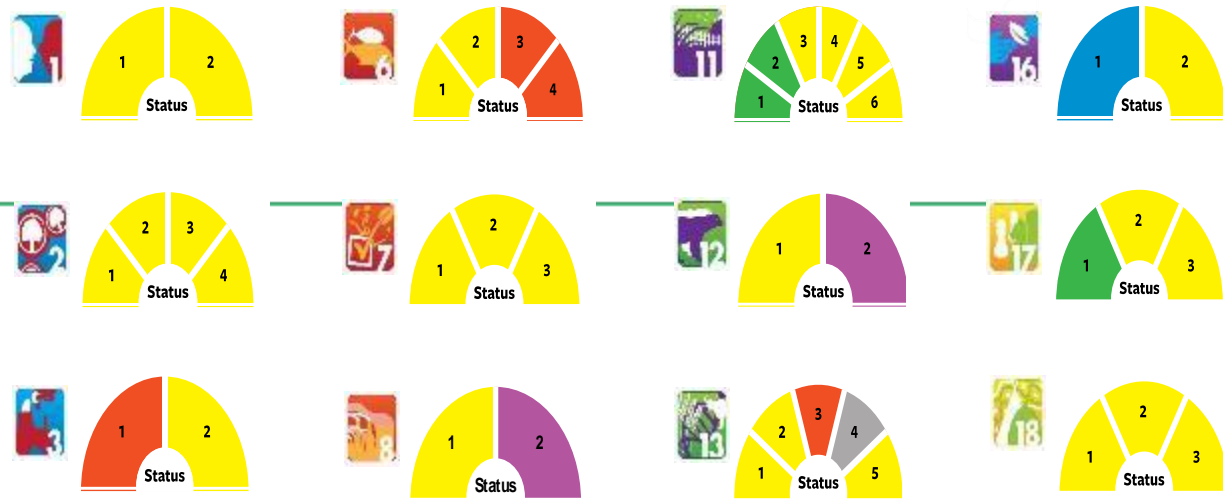 1 1 2 Status
6 1 2 3 4 Status
11 1 2 3 4 5 6 Status
16 1 2 Status
2 1 2 3 4 Status
7 1 2 3 Status
12 1 2 Status
17 1 2 3 Status
3 1 2 Status
8 1 2 Status
13 1 2 3 4 5 Status
18 1 2 3 Status